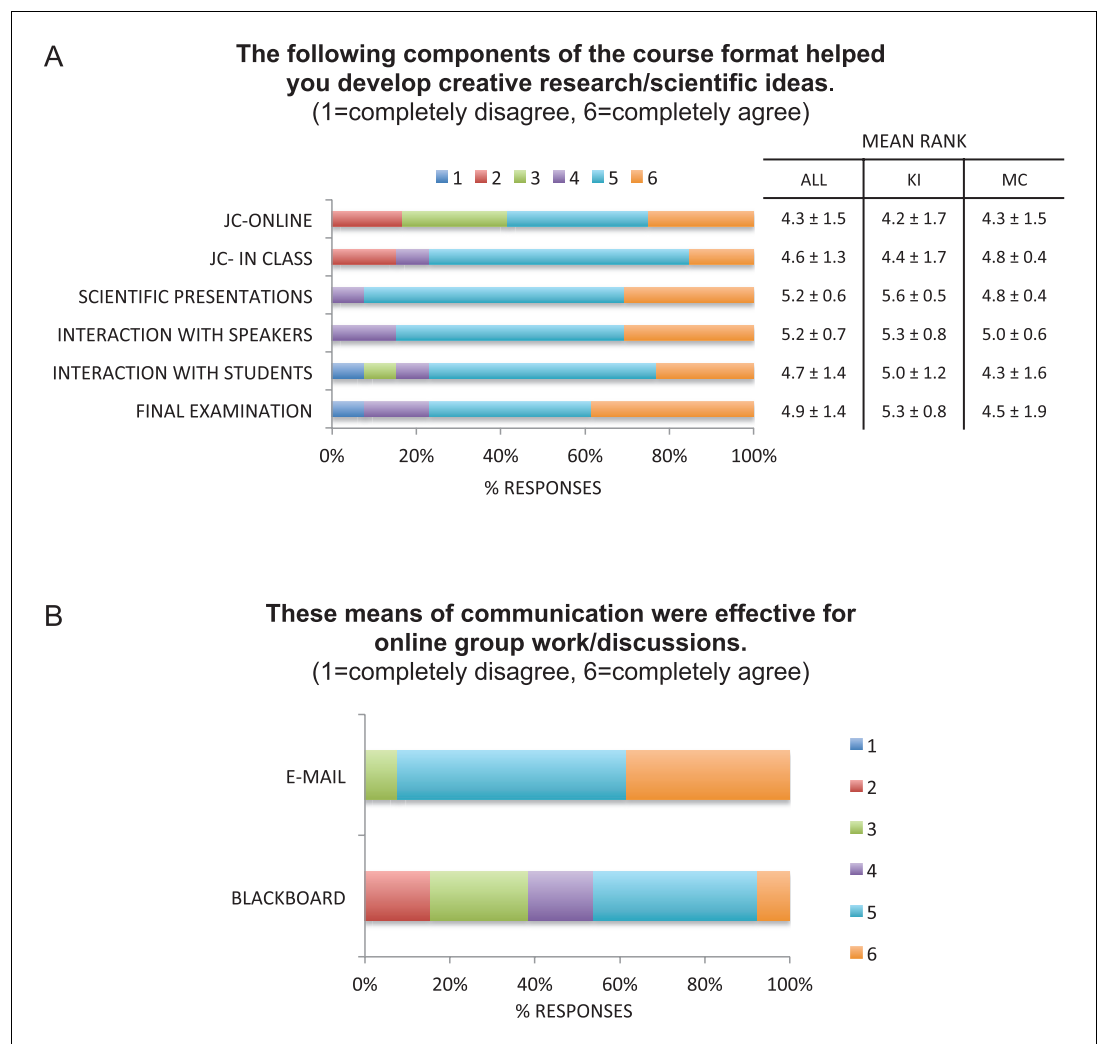 A
The following components of the course format helped
you develop creative research/scientific ideas.
(1=completely disagree, 6=completely agree)
MEAN RANK
1 2 3 4 5 6
ALL KI MC
JC-ONLINE 4.3 ± 1.5 4.2 ± 1.7 4.3 ± 1.5
JC- IN CLASS 4.6 ± 1.3 4.4 ± 1.7 4.8 ± 0.4
SCIENTIFIC PRESENTATIONS 5.2 ± 0.6 5.6 ± 0.5 4.8 ± 0.4
INTERACTION WITH SPEAKERS 5.2 ± 0.7 5.3 ± 0.8 5.0 ± 0.6
INTERACTION WITH STUDENTS 4.7 ± 1.4 5.0 ± 1.2 4.3 ± 1.6
FINAL EXAMINATION 4.9 ± 1.4 5.3 ± 0.8 4.5 ± 1.9
0% 20% 40% 60% 80% 100%
% RESPONSES
B
These means of communication were effective for
online group work/discussions.
(1=completely disagree, 6=completely agree)
E-MAIL
BLACKBOARD
1
2
3
4
5
6
0% 20% 40% 60% 80% 100%
% RESPONSES